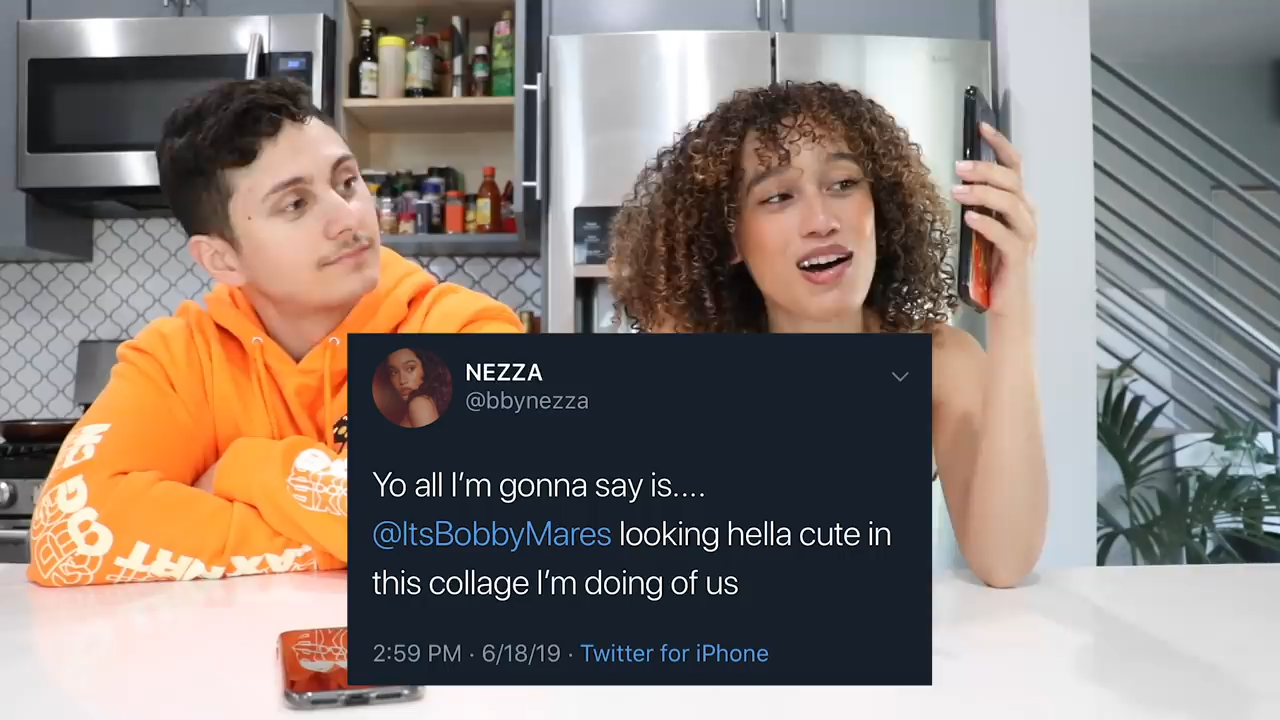 NEZZA
@bbynezza
Yo all I'm gonna say is....
@ItsBobbyMares looking hella cute in
this collage I'm doing of us
2:59 PM · 6/18/19 · Twitter for iPhone